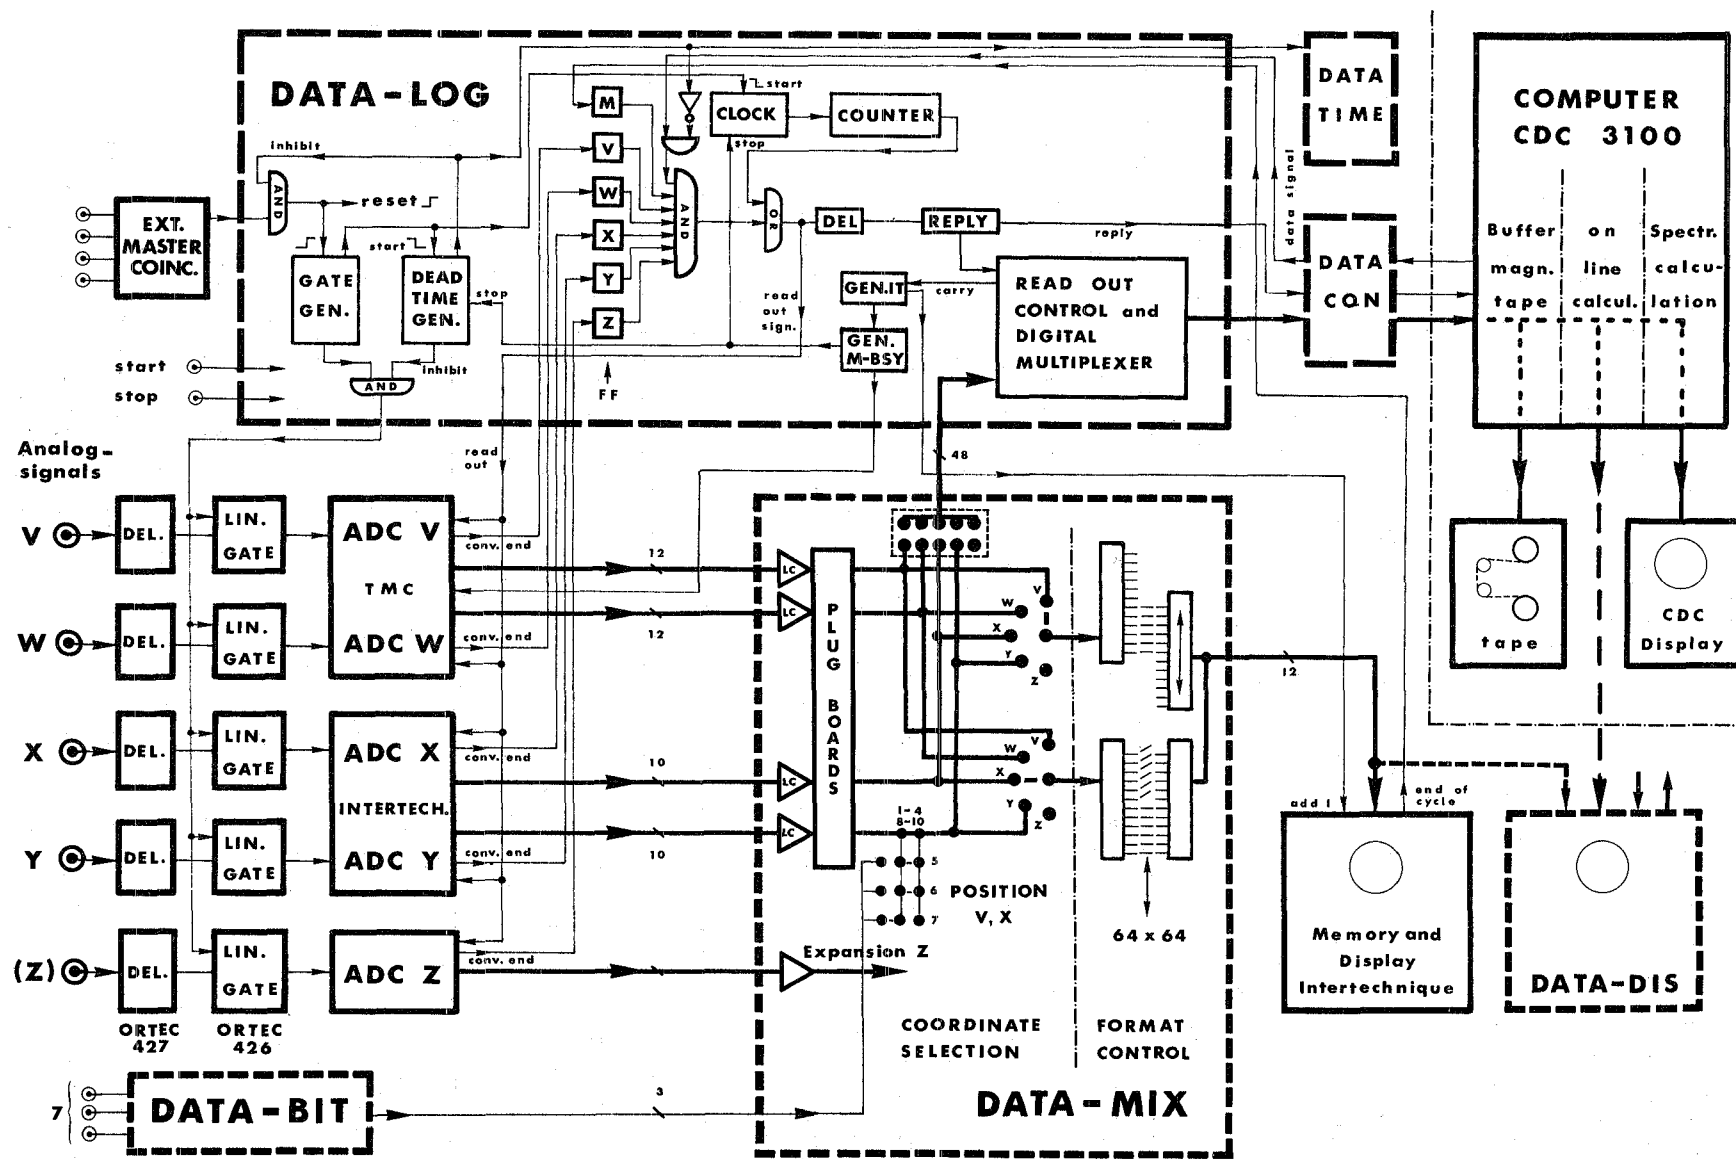 DATA-LOG
inhibit
AND
reset
start
GATE
GEN.
DEAD
TIME
GEN.
stop
AND
inhibit
EXT.
MASTER
COINC.
start
stop
M
V
W
X
Y
Z
FF
start
CLOCK
stop
COUNTER
AND
OR
DEL
REPLY
reply
read
out
sign.
GEN.IT
carry
GEN.
M-BSY
READ OUT
CONTROL and
DIGITAL
MULTIPLEXER
DATA
TIME
data signal
DATA
CON
COMPUTER
CDC 3100
Buffer
magn.
tape
on
line
calcul.
Spectr.
calcu-
lation
tape
CDC
Display
Analog-
signals
read
out
48
V
DEL.
LIN.
GATE
ADC V
conv. end
TMC
W
DEL.
LIN.
GATE
ADC W
conv. end
12
12
X
DEL.
LIN.
GATE
ADC X
conv. end
INTERTECH.
Y
DEL.
LIN.
GATE
ADC Y
conv. end
10
10
(Z)
DEL.
LIN.
GATE
ADC Z
conv. end
ORTEC
427
ORTEC
426
7
DATA-BIT
3
LC
LC
LC
LC
PLUG BOARDS
V
W
X
Y
Z
V
W
X
Y
Z
1-4
8-10
5
6
7
POSITION
V, X
Expansion Z
64 x 64
COORDINATE
SELECTION
FORMAT
CONTROL
DATA-MIX
12
add 1
end of
cycle
Memory and
Display
Intertechnique
DATA-DIS